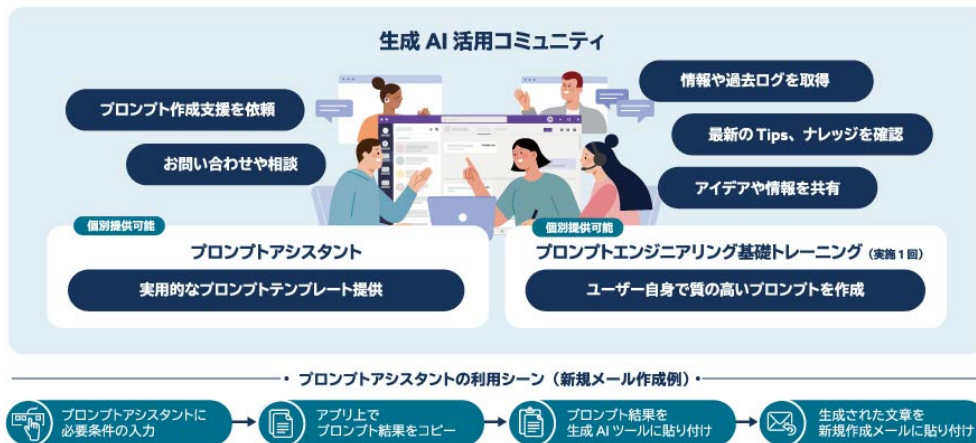 生成 AI 活用コミュニティ
プロンプト作成支援を依頼
お問い合わせや相談
情報や過去ログを取得
最新の Tips、ナレッジを確認
アイデアや情報を共有
個別提供可能
プロンプトアシスタント
実用的なプロンプトテンプレート提供
個別提供可能
プロンプトエンジニアリング基礎トレーニング（実施 1 回）
ユーザー自身で質の高いプロンプトを作成
プロンプトアシスタントの利用シーン（新規メール作成例）
プロンプトアシスタントに
必要条件の入力
アプリ上で
プロンプト結果をコピー
プロンプト結果を
生成 AI ツールに貼り付け
生成された文章を
新規作成メールに貼り付け